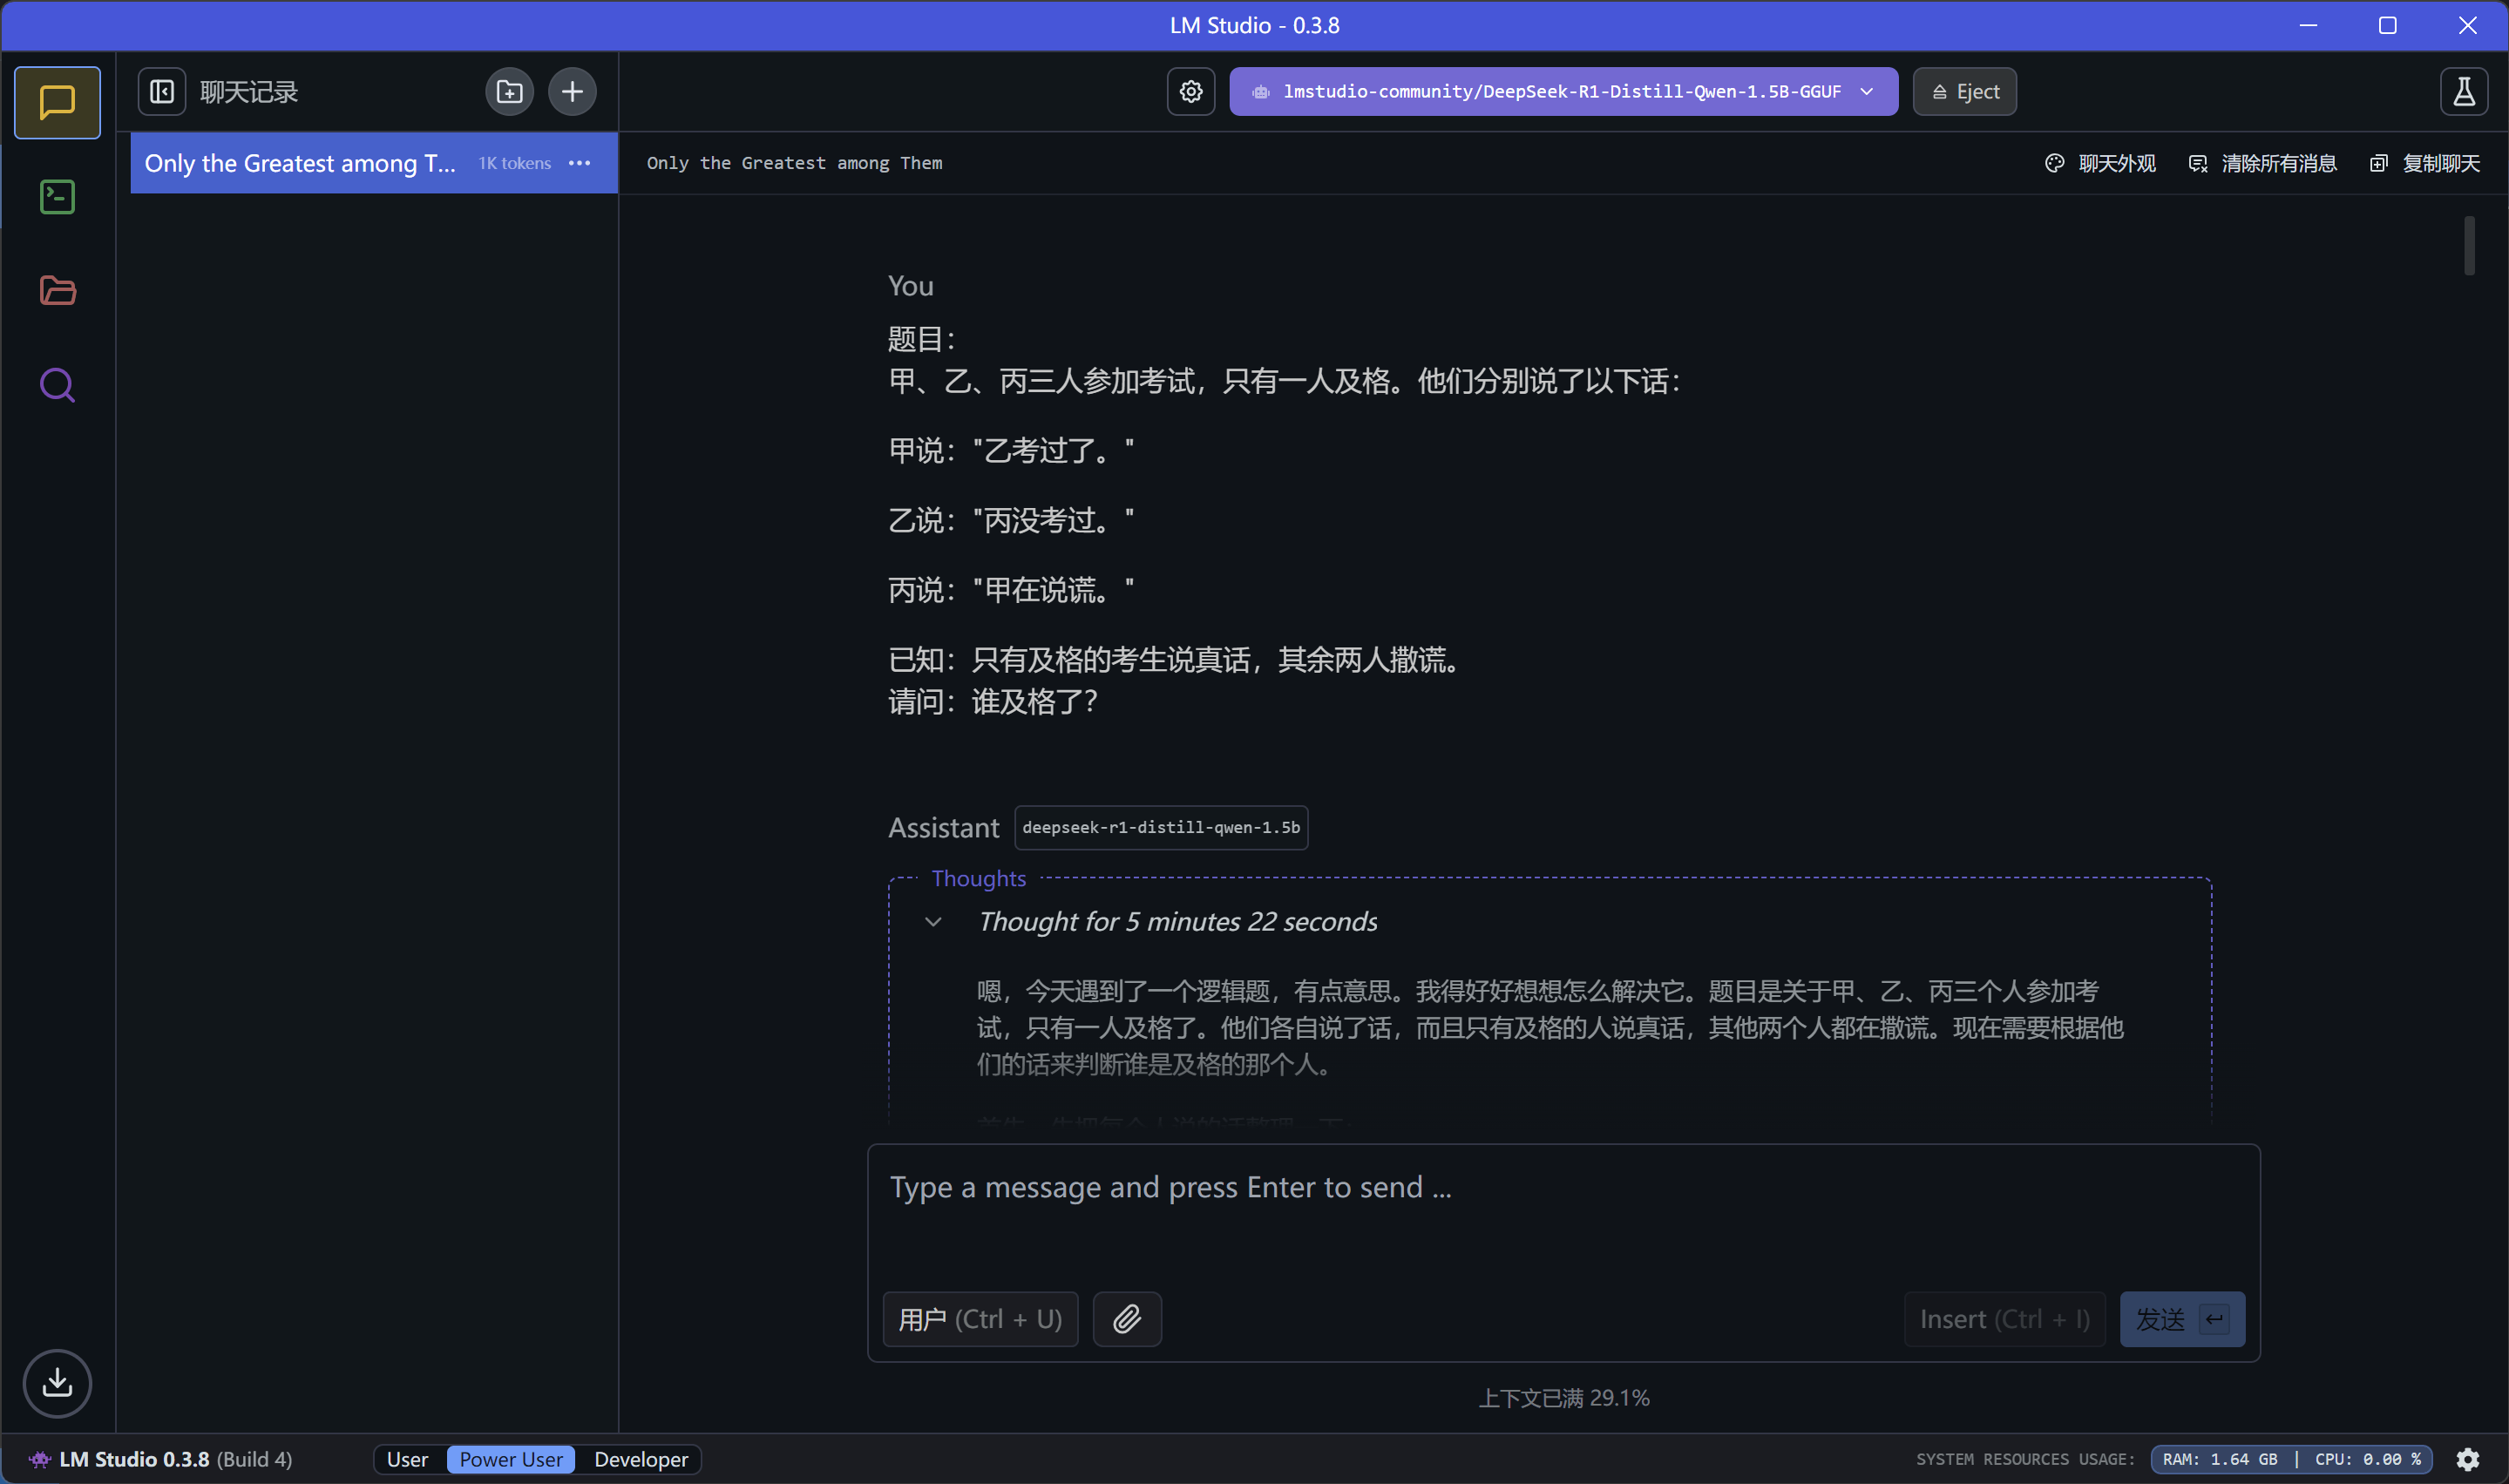 LM Studio - 0.3.8
聊天记录
lmstudio-community/DeepSeek-R1-Distill-Qwen-1.5B-GGUF
Eject
Only the Greatest among T... 1K tokens
Only the Greatest among Them
聊天外观 清除所有消息 复制聊天
You
题目：
甲、乙、丙三人参加考试，只有一人及格。他们分别说了以下话：
甲说："乙考过了。"
乙说："丙没考过。"
丙说："甲在说谎。"
已知：只有及格的考生说真话，其余两人撒谎。
请问：谁及格了？
Assistant deepseek-r1-distill-qwen-1.5b
Thoughts
Thought for 5 minutes 22 seconds
嗯，今天遇到了一个逻辑题，有点意思。我得好好想想怎么解决它。题目是关于甲、乙、丙三个人参加考
试，只有一人及格了。他们各自说了话，而且只有及格的人说真话，其他两个人都在撒谎。现在需要根据他
们的话来判断谁是及格的那个人。
Type a message and press Enter to send ...
用户 (Ctrl + U)
Insert (Ctrl + I)
发送
上下文已满 29.1%
LM Studio 0.3.8 (Build 4)
User Power User Developer
SYSTEM RESOURCES USAGE: RAM: 1.64 GB | CPU: 0.00 %